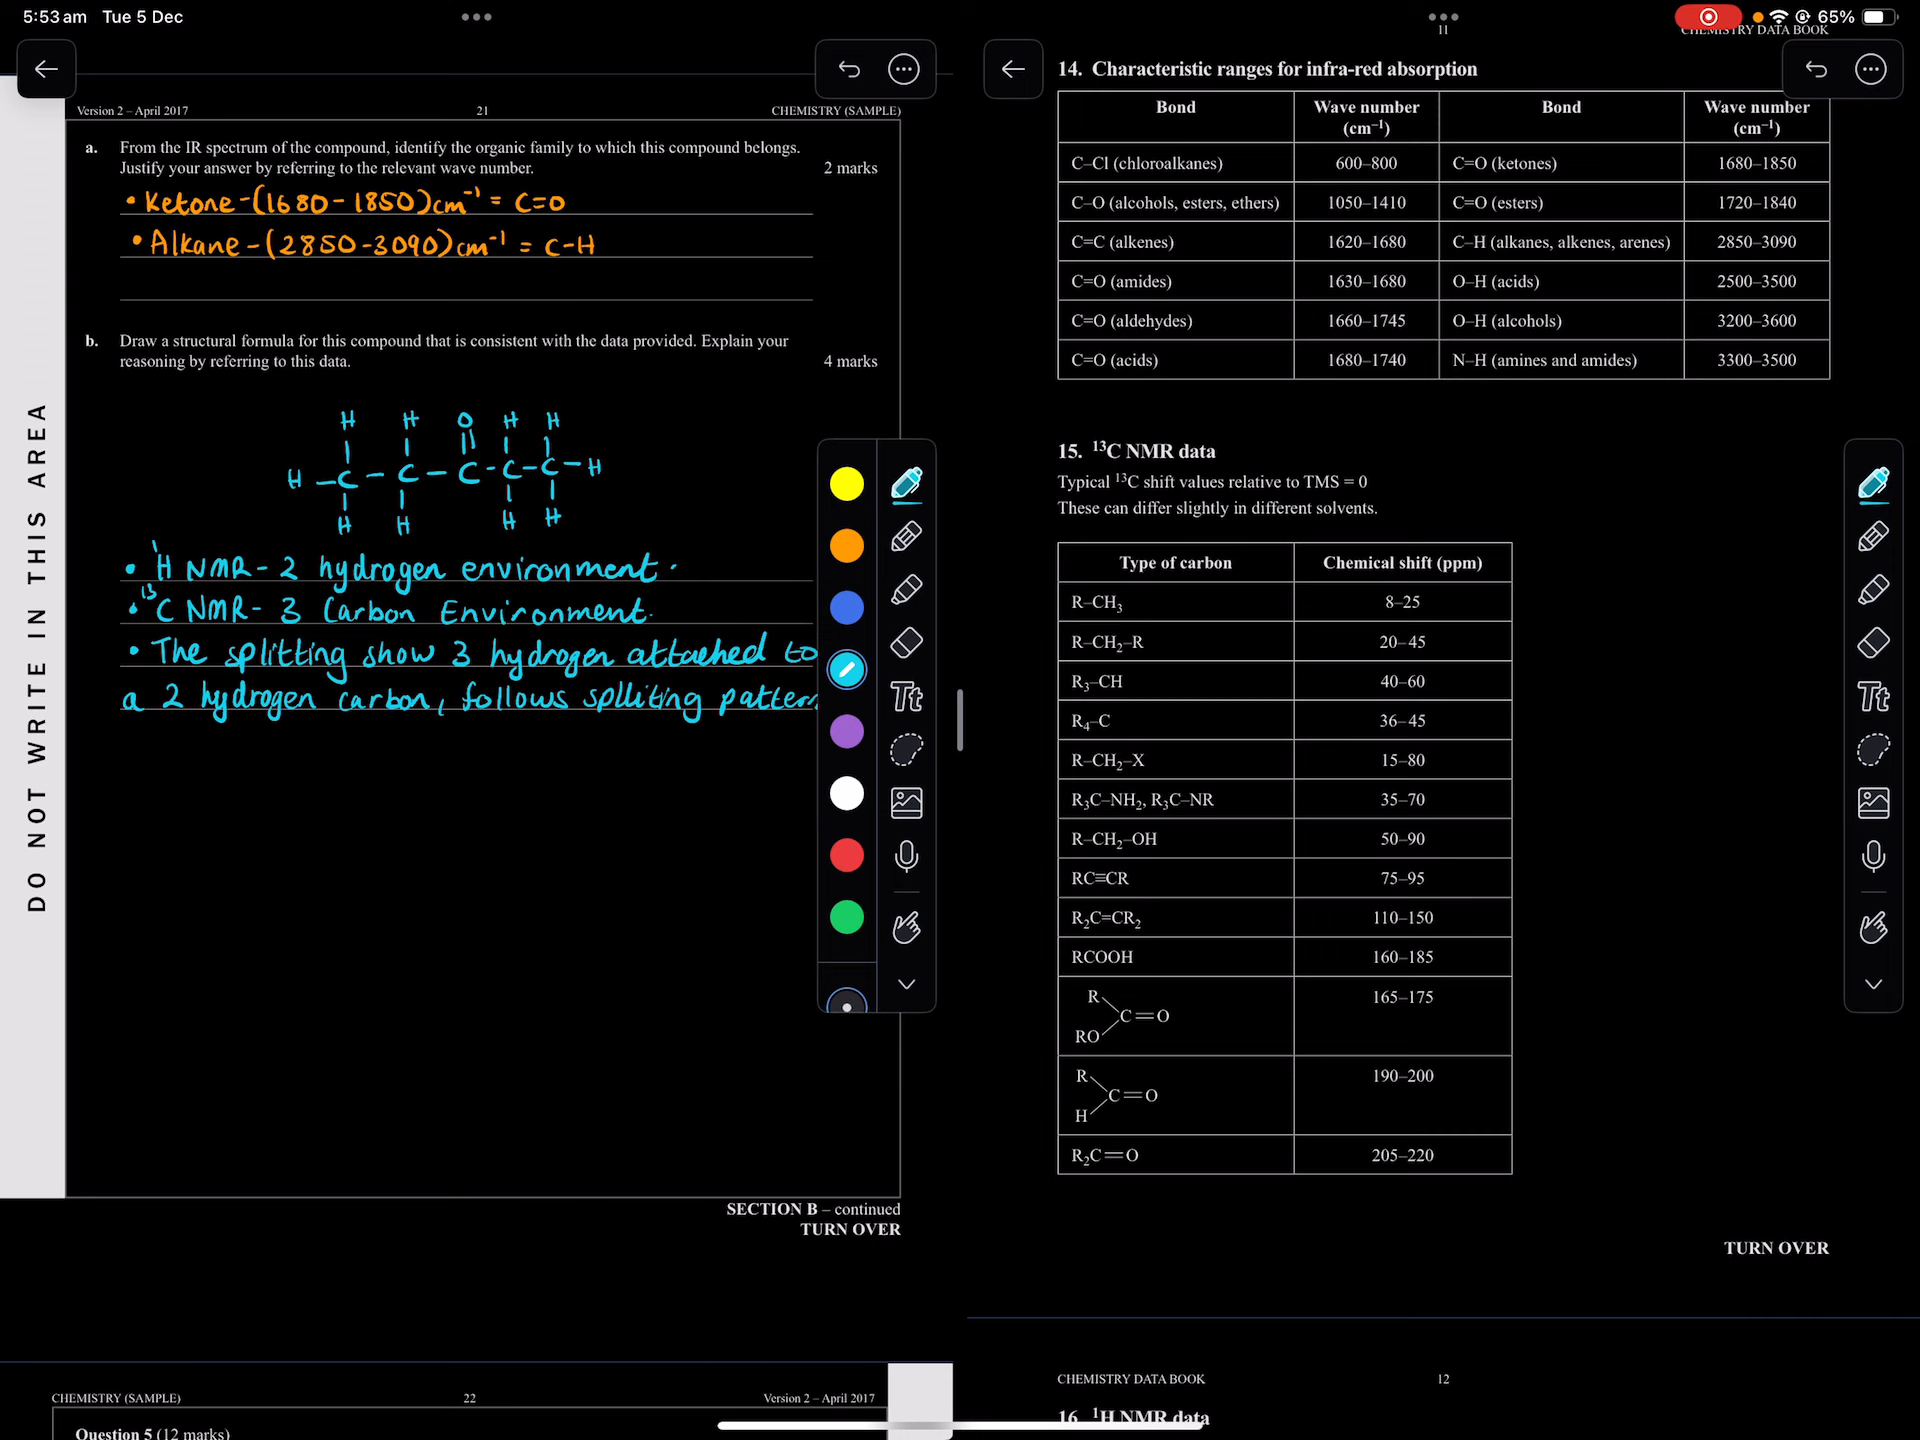 5:53 am Tue 5 Dec
65%
Version 2 – April 2017
21
CHEMISTRY (SAMPLE)
a. From the IR spectrum of the compound, identify the organic family to which this compound belongs.
Justify your answer by referring to the relevant wave number.
2 marks
• Ketone - (1680 - 1850)cm⁻¹ = C=O
• Alkane - (2850-3090)cm⁻¹ = C-H
b. Draw a structural formula for this compound that is consistent with the data provided. Explain your
reasoning by referring to this data.
4 marks
H H O H H
H - C - C - C - C - C - H
H H H H
• ¹H NMR - 2 hydrogen environment.
• ¹³C NMR - 3 Carbon Environment.
• The splitting show 3 hydrogen attached to
a 2 hydrogen carbon, follows splliting pattern
DO NOT WRITE IN THIS AREA
Tt
SECTION B – continued
TURN OVER
CHEMISTRY (SAMPLE)
22
Version 2 – April 2017
Question 5 (12 marks)
11
CHEMISTRY DATA BOOK
14. Characteristic ranges for infra-red absorption
Bond Wave number (cm⁻¹) Bond Wave number (cm⁻¹)
C–Cl (chloroalkanes) 600–800 C=O (ketones) 1680–1850
C–O (alcohols, esters, ethers) 1050–1410 C=O (esters) 1720–1840
C=C (alkenes) 1620–1680 C–H (alkanes, alkenes, arenes) 2850–3090
C=O (amides) 1630–1680 O–H (acids) 2500–3500
C=O (aldehydes) 1660–1745 O–H (alcohols) 3200–3600
C=O (acids) 1680–1740 N–H (amines and amides) 3300–3500
15. ¹³C NMR data
Typical ¹³C shift values relative to TMS = 0
These can differ slightly in different solvents.
Type of carbon Chemical shift (ppm)
R–CH₃ 8–25
R–CH₂–R 20–45
R₃–CH 40–60
R₄–C 36–45
R–CH₂–X 15–80
R₃C–NH₂, R₃C–NR 35–70
R–CH₂–OH 50–90
RC≡CR 75–95
R₂C=CR₂ 110–150
RCOOH 160–185
R RO C=O 165–175
R H C=O 190–200
R₂C=O 205–220
Tt
TURN OVER
CHEMISTRY DATA BOOK
12
16. ¹H NMR data